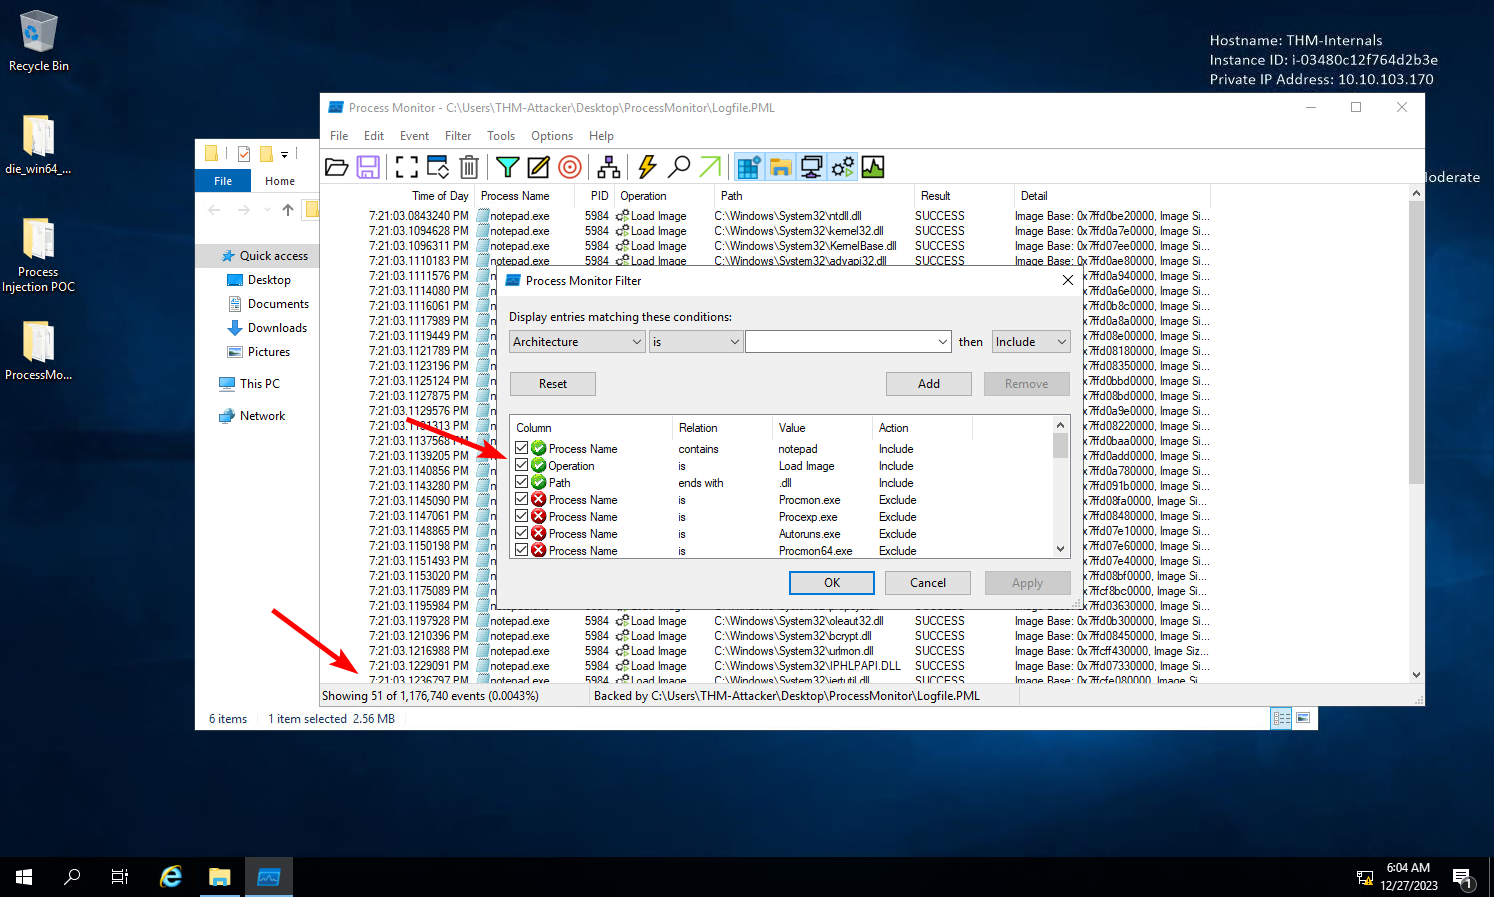 Recycle Bin
die_win64_...
Process
Injection POC
ProcessMo...
Hostname: THM-Internals
Instance ID: i-03480c12f764d2b3e
Private IP Address: 10.10.103.170
File
Home
Quick access
Desktop
Documents
Downloads
Pictures
This PC
Network
6 items 1 item selected 2.56 MB
Process Monitor - C:\Users\THM-Attacker\Desktop\ProcessMonitor\Logfile.PML
File Edit Event Filter Tools Options Help
Time of Day Process Name PID Operation Path Result Detail
7:21:03.0843240 PM notepad.exe 5984 Load Image C:\Windows\System32\ntdll.dll SUCCESS Image Base: 0x7ffd0be20000, Image Si...
7:21:03.1094628 PM notepad.exe 5984 Load Image C:\Windows\System32\kernel32.dll SUCCESS Image Base: 0x7ffd0a7e0000, Image Si...
7:21:03.1096311 PM notepad.exe 5984 Load Image C:\Windows\System32\KernelBase.dll SUCCESS Image Base: 0x7ffd07ee0000, Image Si...
7:21:03.1110183 PM notepad.exe 5984 Load Image C:\Windows\System32\advapi32.dll SUCCESS Image Base: 0x7ffd0ae80000, Image Si...
7:21:03.1111576 PM x7ffd0a940000, Image Si...
7:21:03.1114080 PM x7ffd0a6e0000, Image Si...
7:21:03.1116061 PM x7ffd0b8c0000, Image Si...
7:21:03.1117989 PM x7ffd0a8a0000, Image Si...
7:21:03.1119449 PM x7ffd08e00000, Image Si...
7:21:03.1121789 PM x7ffd08180000, Image Si...
7:21:03.1123196 PM x7ffd08350000, Image Si...
7:21:03.1125124 PM x7ffd0bbd0000, Image Si...
7:21:03.1127875 PM x7ffd08bd0000, Image Si...
7:21:03.1129576 PM x7ffd0a9e0000, Image Si...
x7ffd08220000, Image Si...
7:21:03.1137568 PM x7ffd0baa0000, Image Si...
7:21:03.1139205 PM x7ffd0add0000, Image Si...
7:21:03.1140856 PM x7ffd0a780000, Image Si...
7:21:03.1143280 PM x7ffd091b0000, Image Si...
7:21:03.1145090 PM x7ffd08fa0000, Image Si...
7:21:03.1147061 PM x7ffd08480000, Image Si...
7:21:03.1148865 PM x7ffd07e10000, Image Si...
7:21:03.1150198 PM x7ffd07e60000, Image Si...
7:21:03.1151493 PM x7ffd07e40000, Image Si...
7:21:03.1153020 PM x7ffd08bf0000, Image Si...
7:21:03.1175089 PM x7ffcf8bc0000, Image Si...
7:21:03.1195984 PM notepad.exe 5984 Load Image SUCCESS Image Base: 0x7ffd03630000, Image Si...
7:21:03.1197928 PM notepad.exe 5984 Load Image C:\Windows\System32\oleaut32.dll SUCCESS Image Base: 0x7ffd0b300000, Image Si...
7:21:03.1210396 PM notepad.exe 5984 Load Image C:\Windows\System32\bcrypt.dll SUCCESS Image Base: 0x7ffd08450000, Image Si...
7:21:03.1216988 PM notepad.exe 5984 Load Image C:\Windows\System32\urlmon.dll SUCCESS Image Base: 0x7ffcff430000, Image Siz...
7:21:03.1229091 PM notepad.exe 5984 Load Image C:\Windows\System32\IPHLPAPI.DLL SUCCESS Image Base: 0x7ffd07330000, Image Si...
7:21:03.1236797 PM notepad.exe 5984 Load Image C:\Windows\System32\iertutil.dll SUCCESS Image Base: 0x7ffcfe080000, Image Si...
Showing 51 of 1,176,740 events (0.0043%) Backed by C:\Users\THM-Attacker\Desktop\ProcessMonitor\Logfile.PML
Process Monitor Filter
Display entries matching these conditions:
Architecture is then Include
Reset Add Remove
Column Relation Value Action
Process Name contains notepad Include
Operation is Load Image Include
Path ends with .dll Include
Process Name is Procmon.exe Exclude
Process Name is Procexp.exe Exclude
Process Name is Autoruns.exe Exclude
Process Name is Procmon64.exe Exclude
OK Cancel Apply
6:04 AM
12/27/2023
1